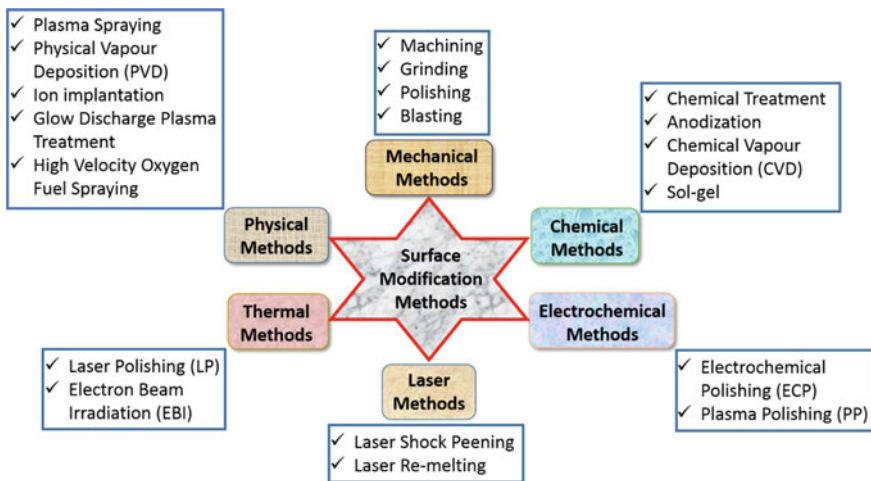 ✓ Plasma Spraying
✓ Physical Vapour
Deposition (PVD)
✓ Ion implantation
✓ Glow Discharge Plasma
Treatment
✓ High Velocity Oxygen
Fuel Spraying
✓ Machining
✓ Grinding
✓ Polishing
✓ Blasting
Mechanical
Methods
✓ Chemical Treatment
✓ Anodization
✓ Chemical Vapour
Deposition (CVD)
✓ Sol-gel
Physical
Methods
Chemical
Methods
Surface
Modification
Methods
Thermal
Methods
Electrochemical
Methods
✓ Laser Polishing (LP)
✓ Electron Beam
Irradiation (EBI)
Laser
Methods
✓ Laser Shock Peening
✓ Laser Re-melting
✓ Electrochemical
Polishing (ECP)
✓ Plasma Polishing (PP)